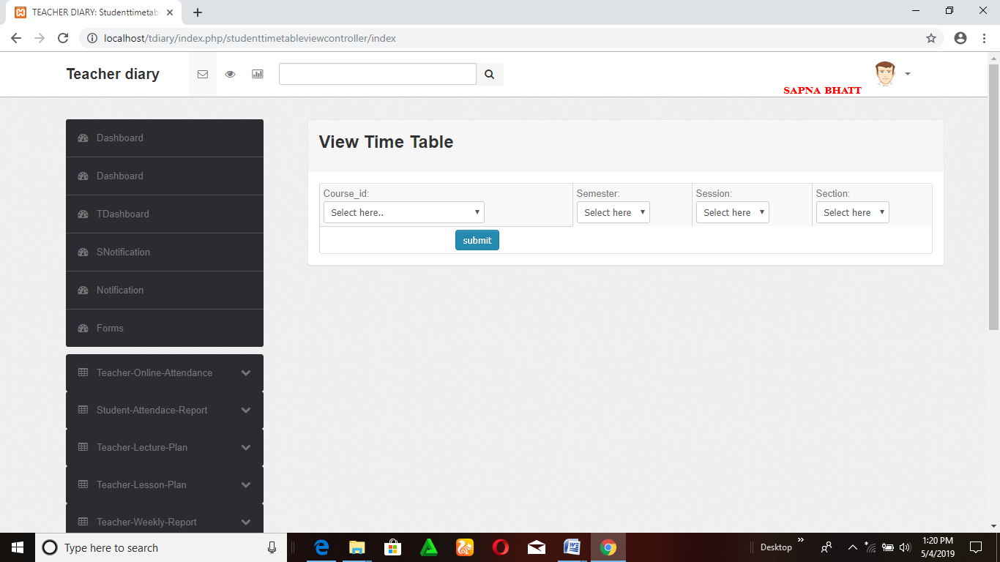 TEACHER DIARY: Studenttimetab
localhost/tdiary/index.php/studenttimetableviewcontroller/index
Teacher diary
SAPNA BHATT
Dashboard
Dashboard
TDashboard
SNotification
Notification
Forms
Teacher-Online-Attendance
Student-Attendace-Report
Teacher-Lecture-Plan
Teacher-Lesson-Plan
Teacher-Weekly-Report
View Time Table
Course_id: Semester: Session: Section:
Select here.. Select here Select here Select here
submit
Type here to search
Desktop
1:20 PM
5/4/2019